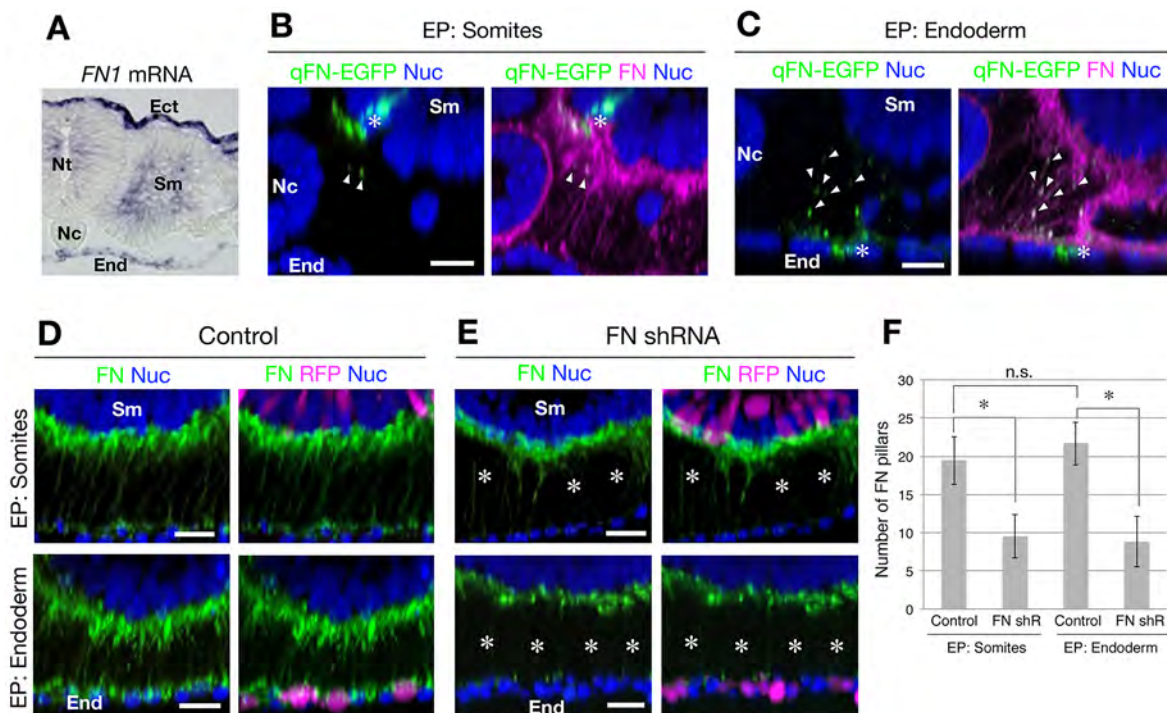 A
FN1 mRNA
Ect
Nt
Sm
Nc
End
B
EP: Somites
qFN-EGFP Nuc
qFN-EGFP FN Nuc
Sm
*
*
Nc
End
C
EP: Endoderm
qFN-EGFP Nuc
qFN-EGFP FN Nuc
Sm
Nc
End
*
*
D
Control
FN Nuc
FN RFP Nuc
EP: Somites
Sm
EP: Endoderm
End
E
FN shRNA
FN Nuc
FN RFP Nuc
Sm
* * *
* * *
* * * *
* * * *
End
F
n.s.
* *
Number of FN pillars
30
25
20
15
10
5
0
Control FN shR Control FN shR
EP: Somites EP: Endoderm